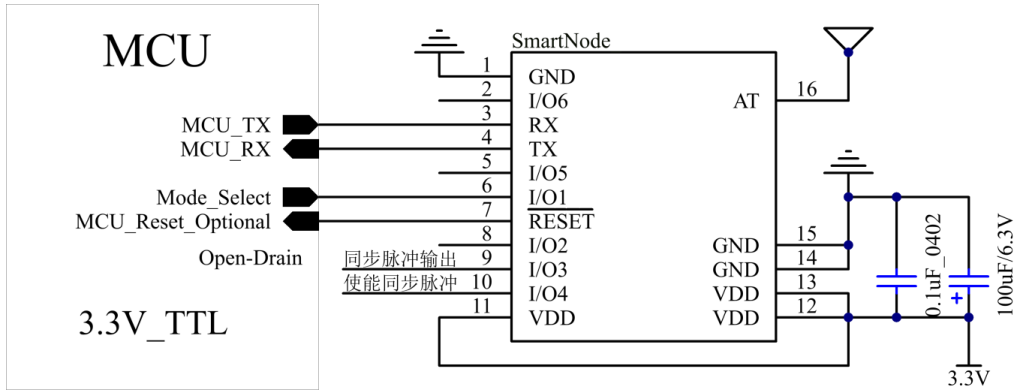 MCU
SmartNode
1
GND
2
I/O6
AT
16
MCU_TX
3
RX
MCU_RX
4
TX
5
I/O5
Mode_Select
6
I/O1
MCU_Reset_Optional
7
RESET
8
I/O2
GND
15
Open-Drain
同步脉冲输出
9
I/O3
GND
14
使能同步脉冲
10
I/O4
VDD
13
3.3V_TTL
11
VDD
VDD
12
0.1uF_0402
+
100uF/6.3V
3.3V